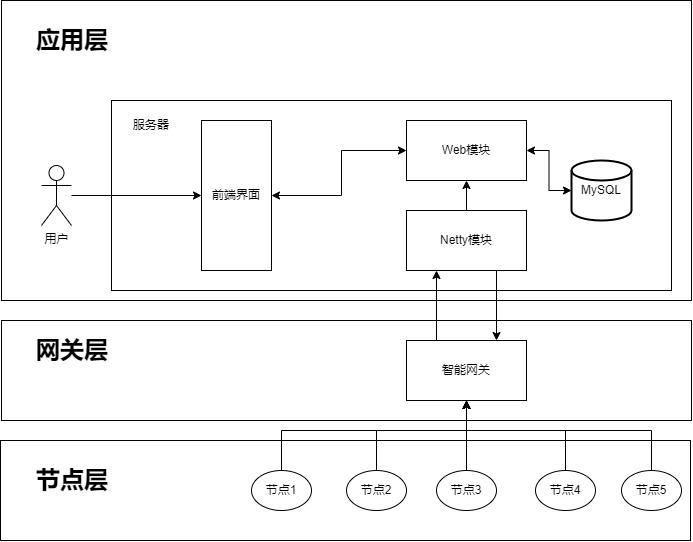 应用层
服务器
前端界面
Web模块
MySQL
用户
Netty模块
网关层
智能网关
节点层
节点1
节点2
节点3
节点4
节点5